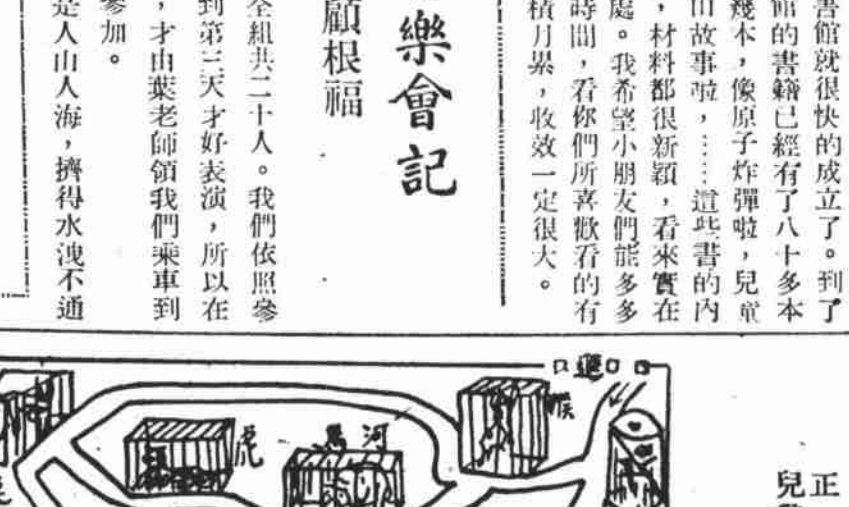 書館就很快的成立了。到了
館的書籍已經有了八十多本
幾本,像原子炸彈啦,兒童
故事啦,……這些書的內
,材料都很新穎,看來實在
處。我希望小朋友們能多多
時間,看你們所喜歡看的有
積月累,收效一定很大。
樂會記
顧根福
全組共二十人。我們依照參
到第三天才好表演,所以在
,才由葉老師領我們乘車到
參加。
是人山人海,擠得水洩不通
猴
河馬
虎
正
兒